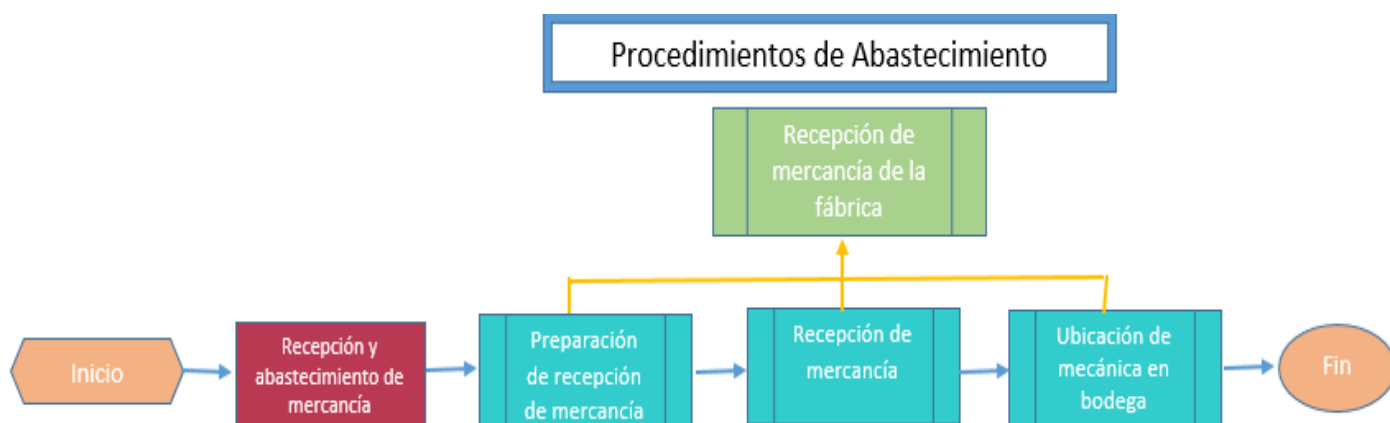 Procedimientos de Abastecimiento
Recepción de
mercancía de la
fábrica
Inicio
Recepción y
abastecimiento de
mercancía
Preparación
de recepción
de mercancía
Recepción de
mercancía
Ubicación de
mecánica en
bodega
Fin